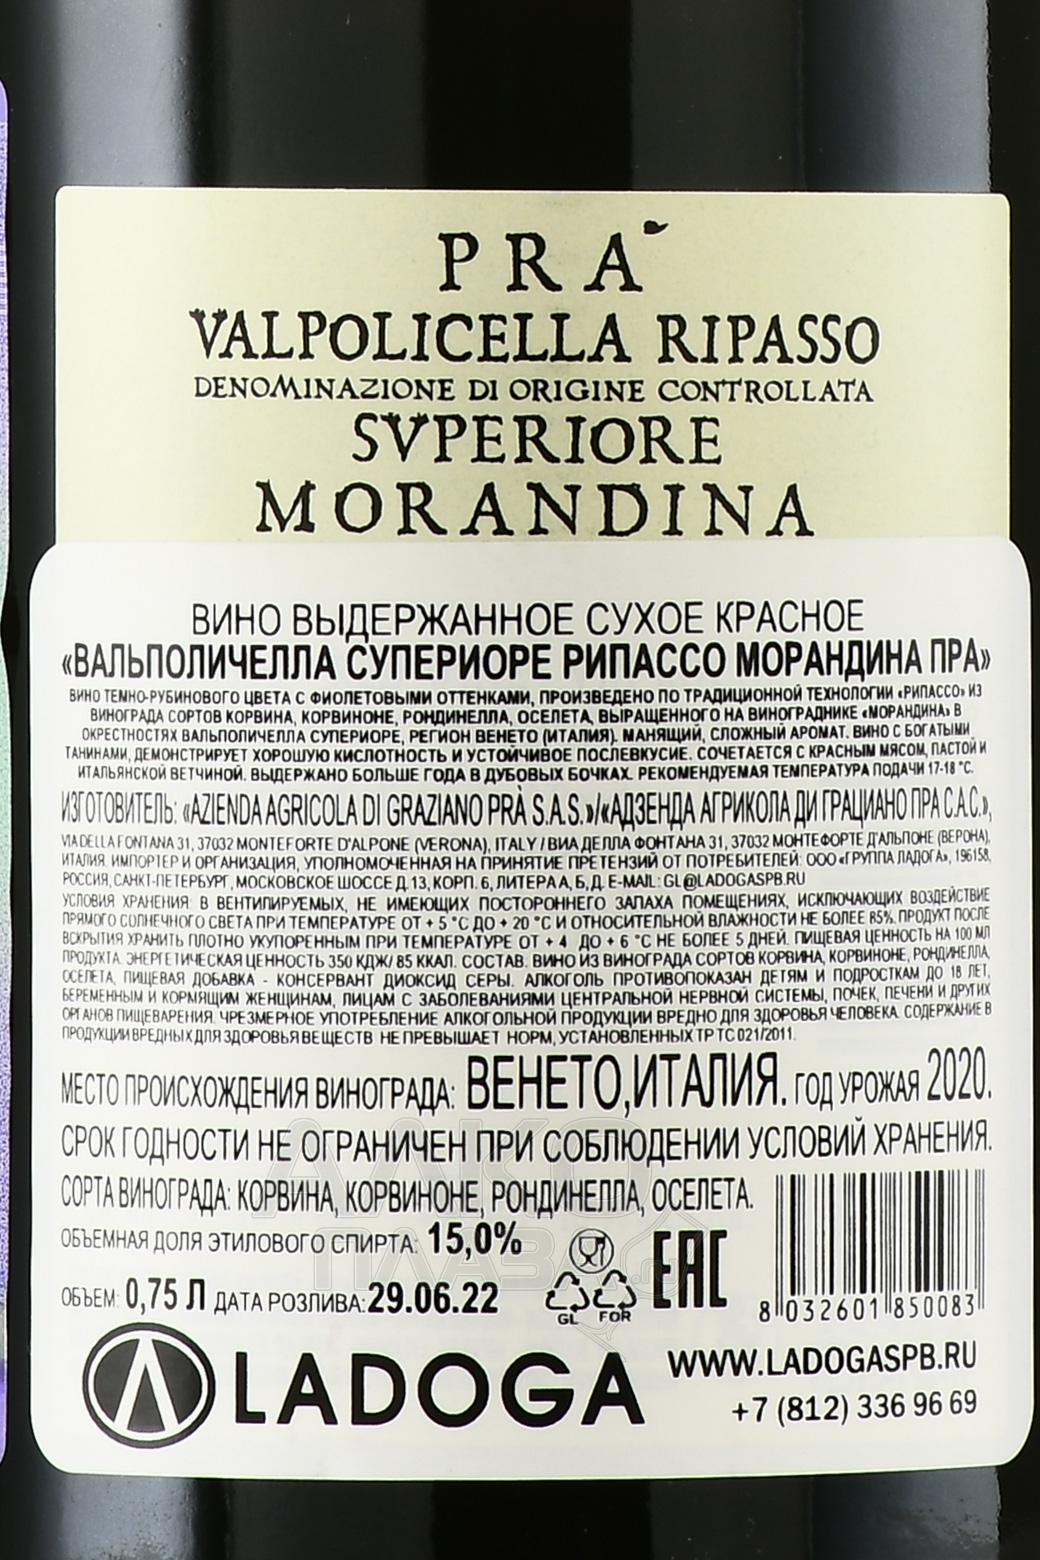 PRÀ
VALPOLICELLA RIPASSO
DENOMINAZIONE DI ORIGINE CONTROLLATA
SVPERIORE
MORANDINA
ВИНО ВЫДЕРЖАННОЕ СУХОЕ КРАСНОЕ
«ВАЛЬПОЛИЧЕЛЛА СУПЕРИОРЕ РИПАССО МОРАНДИНА ПРА»
ВИНО ТЕМНО-РУБИНОВОГО ЦВЕТА С ФИОЛЕТОВЫМИ ОТТЕНКАМИ, ПРОИЗВЕДЕНО ПО ТРАДИЦИОННОЙ ТЕХНОЛОГИИ «РИПАССО» ИЗ
ВИНОГРАДА СОРТОВ КОРВИНА, КОРВИНОНЕ, РОНДИНЕЛЛА, ОСЕЛЕТА, ВЫРАЩЕННОГО НА ВИНОГРАДНИКЕ «МОРАНДИНА» В
ОКРЕСТНОСТЯХ ВАЛЬПОЛИЧЕЛЛА СУПЕРИОРЕ, РЕГИОН ВЕНЕТО (ИТАЛИЯ). МАНЯЩИЙ, СЛОЖНЫЙ АРОМАТ. ВИНО С БОГАТЫМИ
ТАНИНАМИ, ДЕМОНСТРИРУЕТ ХОРОШУЮ КИСЛОТНОСТЬ И УСТОЙЧИВОЕ ПОСЛЕВКУСИЕ. СОЧЕТАЕТСЯ С КРАСНЫМ МЯСОМ, ПАСТОЙ И
ИТАЛЬЯНСКОЙ ВЕТЧИНОЙ. ВЫДЕРЖАНО БОЛЬШЕ ГОДА В ДУБОВЫХ БОЧКАХ. РЕКОМЕНДУЕМАЯ ТЕМПЕРАТУРА ПОДАЧИ 17-18 °С.
ИЗГОТОВИТЕЛЬ: «AZIENDA AGRICOLA DI GRAZIANO PRÀ S.A.S.»/«АДЗЕНДА АГРИКОЛА ДИ ГРАЦИАНО ПРА С.А.С.»,
VIA DELLA FONTANA 31, 37032 MONTEFORTE D'ALPONE (VERONA), ITALY / ВИА ДЕЛЛА ФОНТАНА 31, 37032 МОНТЕФОРТЕ Д'АЛЬПОНЕ (ВЕРОНА),
ИТАЛИЯ. ИМПОРТЕР И ОРГАНИЗАЦИЯ, УПОЛНОМОЧЕННАЯ НА ПРИНЯТИЕ ПРЕТЕНЗИЙ ОТ ПОТРЕБИТЕЛЕЙ: ООО «ГРУППА ЛАДОГА», 196158,
РОССИЯ, САНКТ-ПЕТЕРБУРГ, МОСКОВСКОЕ ШОССЕ Д. 13, КОРП. 6, ЛИТЕРА А, Б, Д. E-MAIL: GL@LADOGASPB.RU
УСЛОВИЯ ХРАНЕНИЯ: В ВЕНТИЛИРУЕМЫХ, НЕ ИМЕЮЩИХ ПОСТОРОННЕГО ЗАПАХА ПОМЕЩЕНИЯХ, ИСКЛЮЧАЮЩИХ ВОЗДЕЙСТВИЕ
ПРЯМОГО СОЛНЕЧНОГО СВЕТА ПРИ ТЕМПЕРАТУРЕ ОТ + 5 °С ДО + 20 °С И ОТНОСИТЕЛЬНОЙ ВЛАЖНОСТИ НЕ БОЛЕЕ 85%. ПРОДУКТ ПОСЛЕ
ВСКРЫТИЯ ХРАНИТЬ ПЛОТНО УКУПОРЕННЫМ ПРИ ТЕМПЕРАТУРЕ ОТ + 4 ДО + 6 °С НЕ БОЛЕЕ 5 ДНЕЙ. ПИЩЕВАЯ ЦЕННОСТЬ НА 100 МЛ
ПРОДУКТА: ЭНЕРГЕТИЧЕСКАЯ ЦЕННОСТЬ 350 КДЖ/ 85 ККАЛ. СОСТАВ: ВИНО ИЗ ВИНОГРАДА СОРТОВ КОРВИНА, КОРВИНОНЕ, РОНДИНЕЛЛА,
ОСЕЛЕТА, ПИЩЕВАЯ ДОБАВКА - КОНСЕРВАНТ ДИОКСИД СЕРЫ. АЛКОГОЛЬ ПРОТИВОПОКАЗАН ДЕТЯМ И ПОДРОСТКАМ ДО 18 ЛЕТ,
БЕРЕМЕННЫМ И КОРМЯЩИМ ЖЕНЩИНАМ, ЛИЦАМ С ЗАБОЛЕВАНИЯМИ ЦЕНТРАЛЬНОЙ НЕРВНОЙ СИСТЕМЫ, ПОЧЕК, ПЕЧЕНИ И ДРУГИХ
ОРГАНОВ ПИЩЕВАРЕНИЯ. ЧРЕЗМЕРНОЕ УПОТРЕБЛЕНИЕ АЛКОГОЛЬНОЙ ПРОДУКЦИИ ВРЕДНО ДЛЯ ЗДОРОВЬЯ ЧЕЛОВЕКА. СОДЕРЖАНИЕ В
ПРОДУКЦИИ ВРЕДНЫХ ДЛЯ ЗДОРОВЬЯ ВЕЩЕСТВ НЕ ПРЕВЫШАЕТ НОРМ, УСТАНОВЛЕННЫХ ТР ТС 021/2011.
МЕСТО ПРОИСХОЖДЕНИЯ ВИНОГРАДА: ВЕНЕТО,ИТАЛИЯ. ГОД УРОЖАЯ 2020.
СРОК ГОДНОСТИ НЕ ОГРАНИЧЕН ПРИ СОБЛЮДЕНИИ УСЛОВИЙ ХРАНЕНИЯ.
СОРТА ВИНОГРАДА: КОРВИНА, КОРВИНОНЕ, РОНДИНЕЛЛА, ОСЕЛЕТА.
ОБЪЕМНАЯ ДОЛЯ ЭТИЛОВОГО СПИРТА: 15,0%
ОБЪЕМ: 0,75 Л ДАТА РОЗЛИВА:29.06.22
GL FOR
EAC
8 032601 850083
LADOGA
WWW.LADOGASPB.RU
+7 (812) 336 96 69
АЛКО
ПЛАЗА.ru